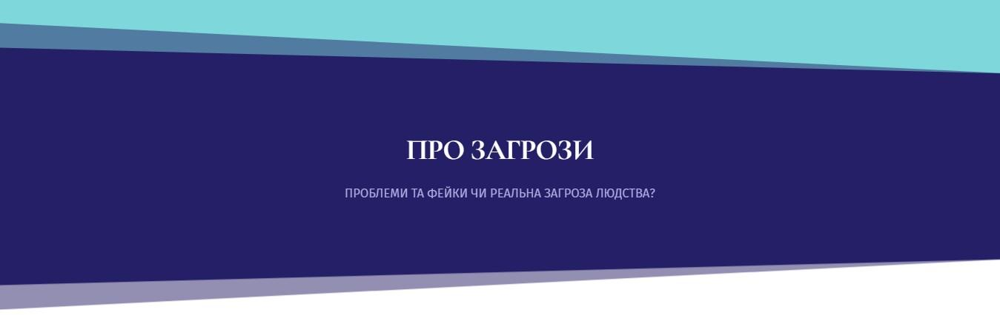 ПРО ЗАГРОЗИ
ПРОБЛЕМИ ТА ФЕЙКИ ЧИ РЕАЛЬНА ЗАГРОЗА ЛЮДСТВА?